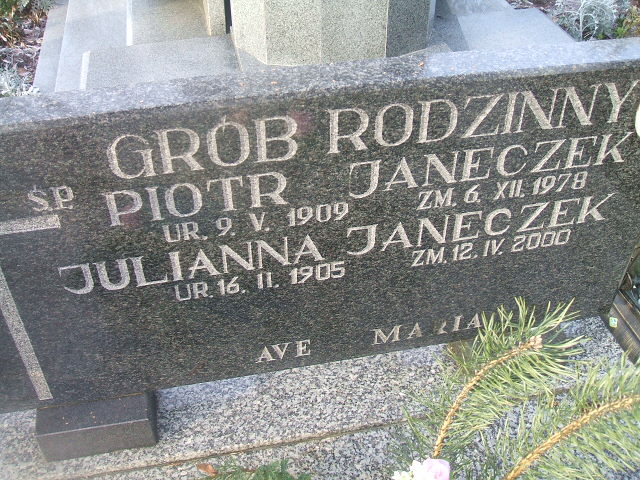 GRÓB RODZINNY
ŚP PIOTR JANECZEK
UR. 9. V. 1909 ZM. 6. XII. 1978
JULIANNA JANECZEK
UR. 16. II. 1905 ZM. 12. IV. 2000
AVE MARIA